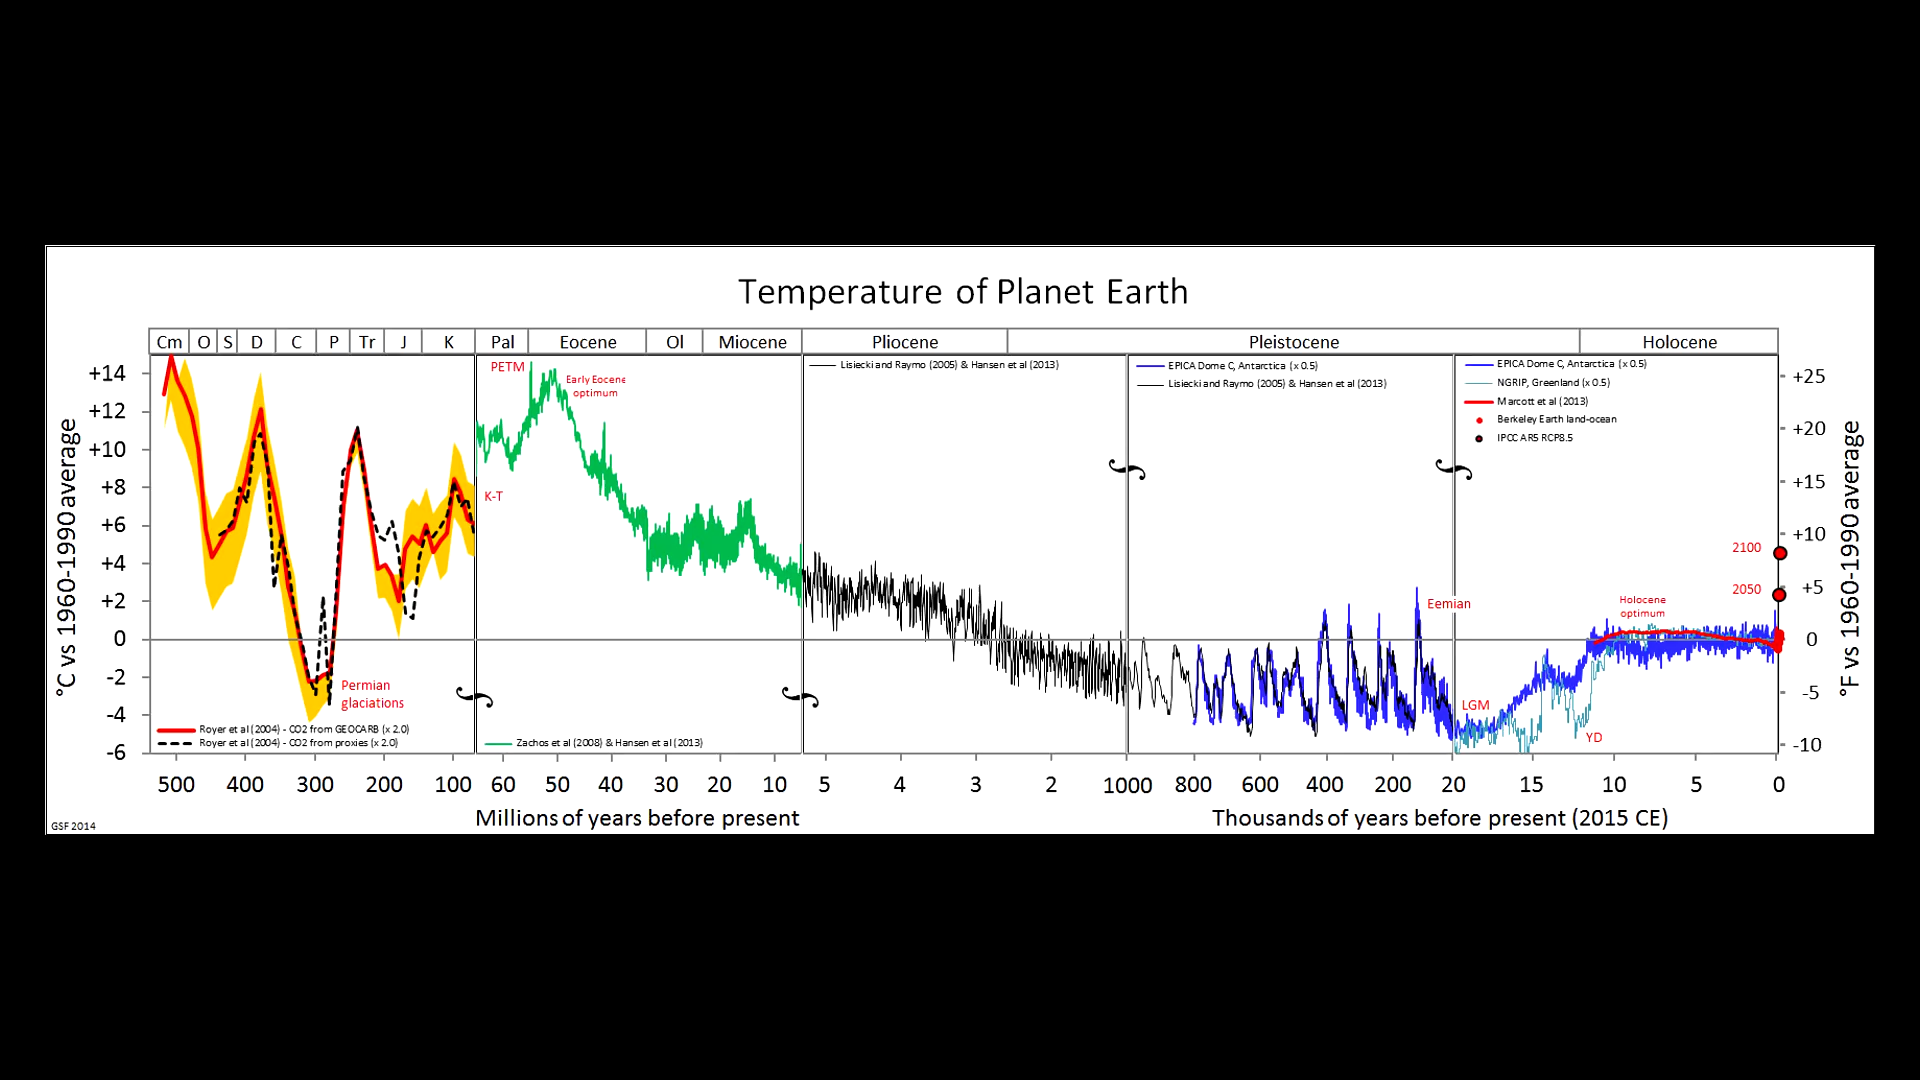 Temperature of Planet Earth
Cm O S D C P Tr J K Pal Eocene Ol Miocene Pliocene Pleistocene Holocene
°C vs 1960-1990 average
+14
+12
+10
+8
+6
+4
+2
0
-2
-4
-6
Permian
glaciations
Royer et al (2004) - CO2 from GEOCARB (x 2.0)
Royer et al (2004) - CO2 from proxies (x 2.0)
PETM
Early Eocene
optimum
K-T
Zachos et al (2008) & Hansen et al (2013)
Lisiecki and Raymo (2005) & Hansen et al (2013)
EPICA Dome C, Antarctica (x 0.5)
Lisiecki and Raymo (2005) & Hansen et al (2013)
Eemian
EPICA Dome C, Antarctica (x 0.5)
NGRIP, Greenland (x 0.5)
Marcott et al (2013)
Berkeley Earth land-ocean
IPCC AR5 RCP8.5
2100
2050
Holocene
optimum
LGM
YD
+25
+20
+15
+10
+5
0
-5
-10
°F vs 1960-1990 average
500 400 300 200 100 60 50 40 30 20 10 5 4 3 2 1000 800 600 400 200 20 15 10 5 0
Millions of years before present
Thousands of years before present (2015 CE)
GSF 2014